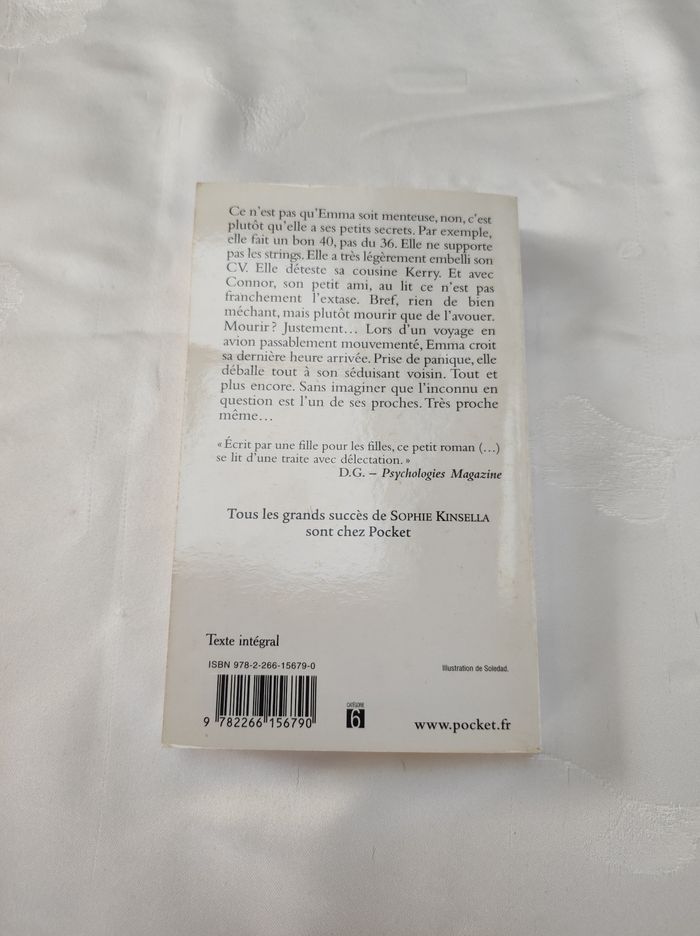 Ce n'est pas qu'Emma soit menteuse, non, c'est
plutôt qu'elle a ses petits secrets. Par exemple,
elle fait un bon 40, pas du 36. Elle ne supporte
pas les strings. Elle a très légèrement embelli son
CV. Elle déteste sa cousine Kerry. Et avec
Connor, son petit ami, au lit ce n'est pas
franchement l'extase. Bref, rien de bien
méchant, mais plutôt mourir que de l'avouer.
Mourir ? Justement… Lors d'un voyage en
avion passablement mouvementé, Emma croit
sa dernière heure arrivée. Prise de panique, elle
déballe tout à son séduisant voisin. Tout et
plus encore. Sans imaginer que l'inconnu en
question est l'un de ses proches. Très proche
même…
« Écrit par une fille pour les filles, ce petit roman (…)
se lit d'une traite avec délectation. »
D.G. – Psychologies Magazine
Tous les grands succès de SOPHIE KINSELLA
sont chez Pocket
Texte intégral
ISBN 978-2-266-15679-0
Illustration de Soledad.
9 782266 156790
CATÉGORIE
6
www.pocket.fr